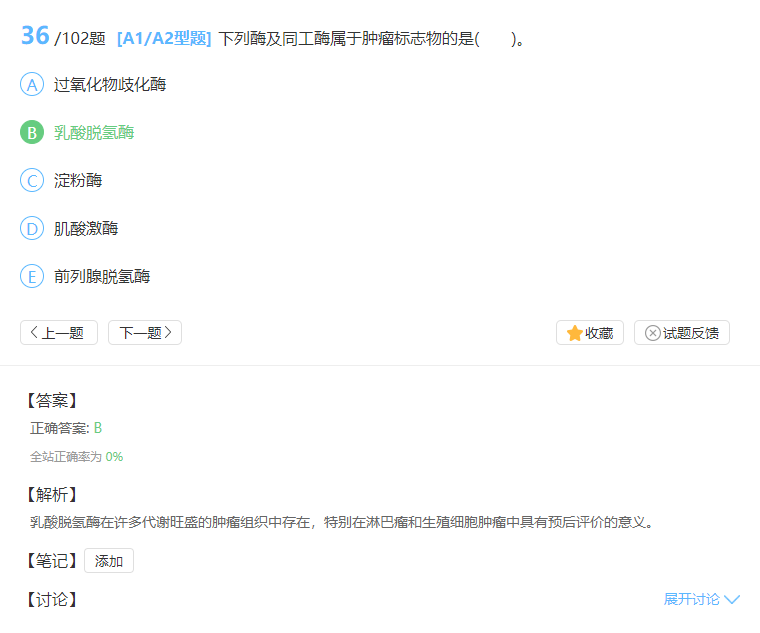 36 /102题 [A1/A2型题] 下列酶及同工酶属于肿瘤标志物的是(　　)。
A 过氧化物歧化酶
B 乳酸脱氢酶
C 淀粉酶
D 肌酸激酶
E 前列腺脱氢酶
上一题 下一题 收藏 试题反馈
【答案】
正确答案: B
全站正确率为 0%
【解析】
乳酸脱氢酶在许多代谢旺盛的肿瘤组织中存在，特别在淋巴瘤和生殖细胞肿瘤中具有预后评价的意义。
【笔记】 添加
【讨论】 展开讨论